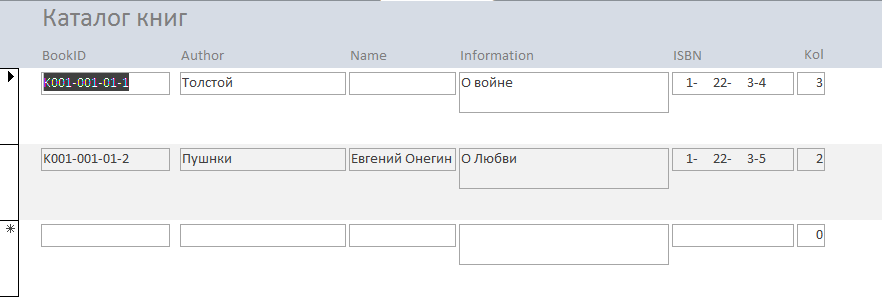 Каталог книг
BookID Author Name Information ISBN Kol
K001-001-01-1 Толстой О войне 1- 22- 3-4 3
K001-001-01-2 Пушнки Евгений Онегин О Любви 1- 22- 3-5 2
0